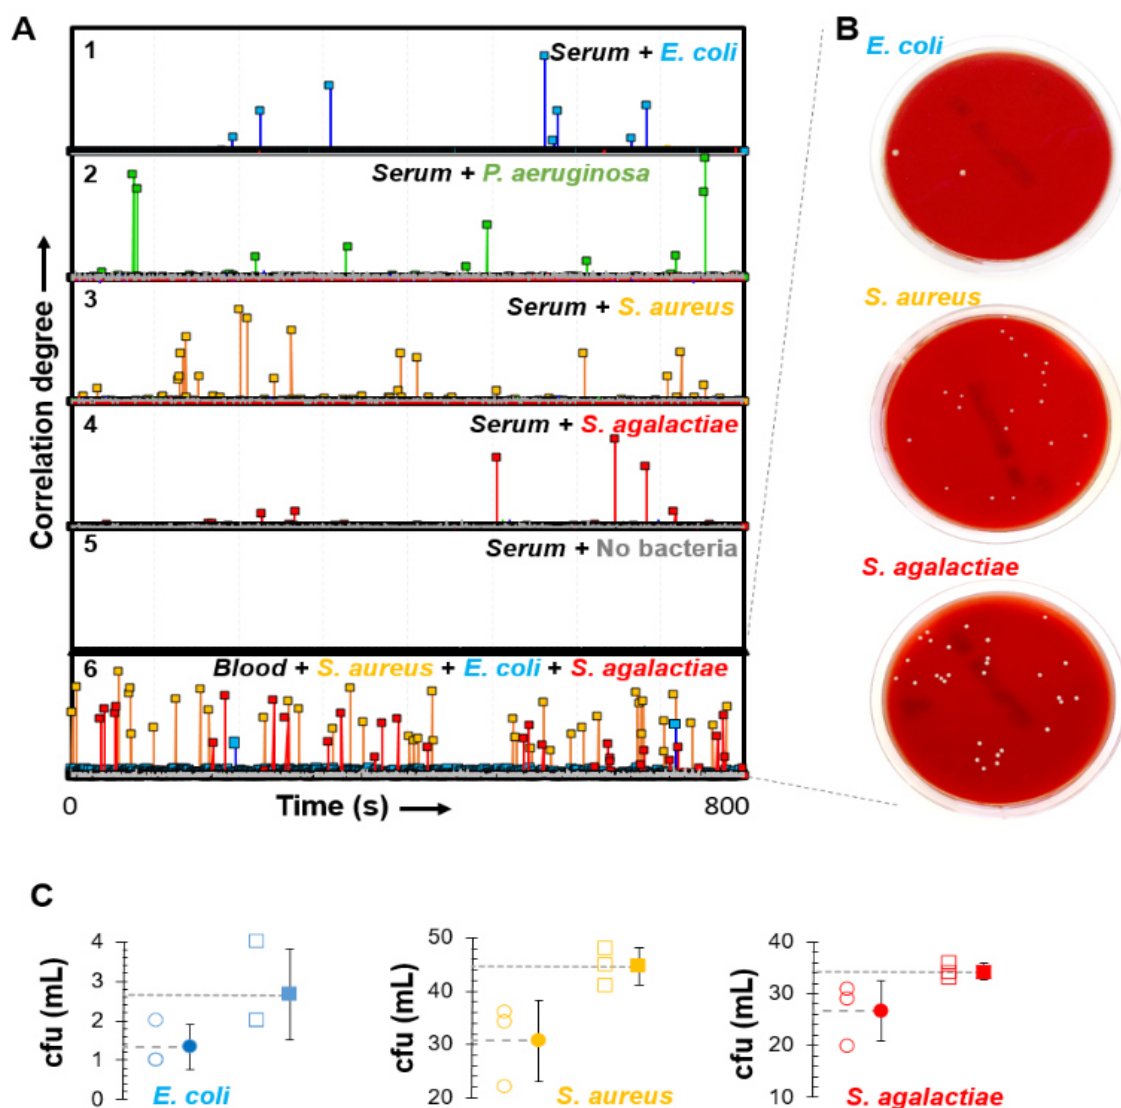 A
1
Serum + E. coli
2
Serum + P. aeruginosa
3
Serum + S. aureus
4
Serum + S. agalactiae
5
Serum + No bacteria
6
Blood + S. aureus + E. coli + S. agalactiae
Correlation degree
0
Time (s)
800
B
E. coli
S. aureus
S. agalactiae
C
cfu (mL)
4
3
2
1
0
E. coli
cfu (mL)
50
40
30
20
S. aureus
cfu (mL)
40
30
20
10
S. agalactiae